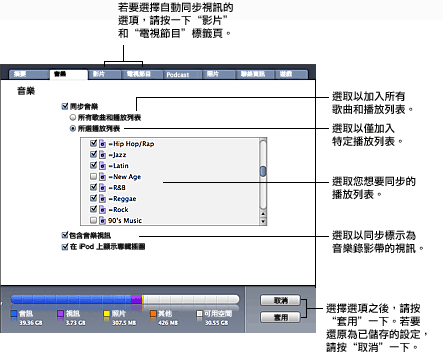 若要選擇自動同步視訊的
選項，請按一下“影片”
和“電視節目”標籤頁。
摘要 音樂 影片 電視節目 Podcast 照片 聯絡資訊 遊戲
音樂
同步音樂
所有歌曲和播放列表
所選播放列表
=Hip Hop/Rap
=Jazz
=Latin
=New Age
=R&B
=Reggae
=Rock
90's Music
包含音樂視訊
在 iPod 上顯示專輯插圖
選取以加入所有
歌曲和播放列表。
選取以僅加入
特定播放列表。
選取您想要同步的
播放列表。
選取以同步標示為
音樂錄影帶的視訊。
音訊 視訊 照片 其他 可用空間
39.36 GB 3.73 GB 307.5 MB 426 MB 30.55 GB
取消
套用
選擇選項之後，請按
“套用”一下。若要
還原為已儲存的設定，
請按“取消”一下。